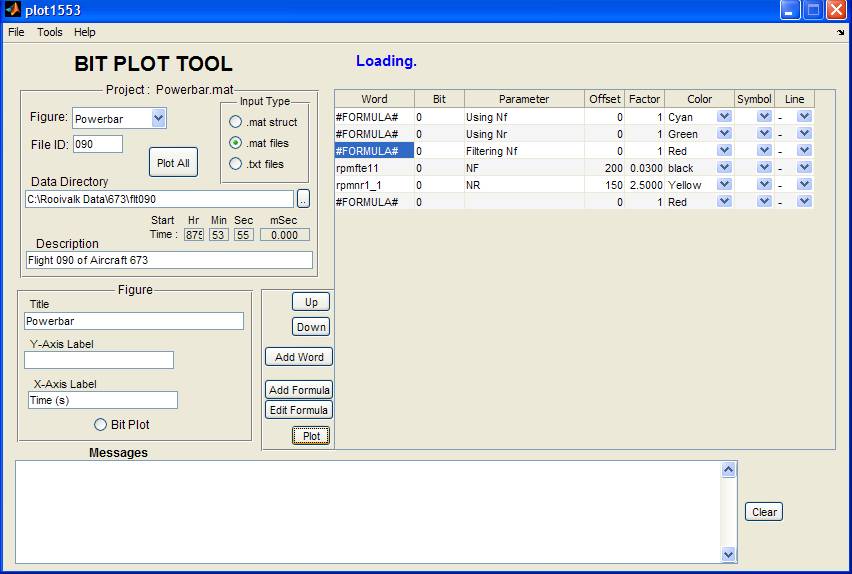 plot1553
File Tools Help
BIT PLOT TOOL
Loading.
Project : Powerbar.mat
Figure: Powerbar
File ID: 090
Plot All
Input Type
.mat struct
.mat files
.txt files
Data Directory
C:\Rooivalk Data\673\flt090
..
Start Hr Min Sec mSec
Time : 875 53 55 0.000
Description
Flight 090 of Aircraft 673
Word Bit Parameter Offset Factor Color Symbol Line
#FORMULA# 0 Using Nf 0 1 Cyan -
#FORMULA# 0 Using Nr 0 1 Green -
#FORMULA# 0 Filtering Nf 0 1 Red -
rpmfte11 0 NF 200 0.0300 black -
rpmnr1_1 0 NR 150 2.5000 Yellow -
#FORMULA# 0 0 1 Red -
Figure
Title
Powerbar
Y-Axis Label
X-Axis Label
Time (s)
Bit Plot
Up
Down
Add Word
Add Formula
Edit Formula
Plot
Messages
Clear